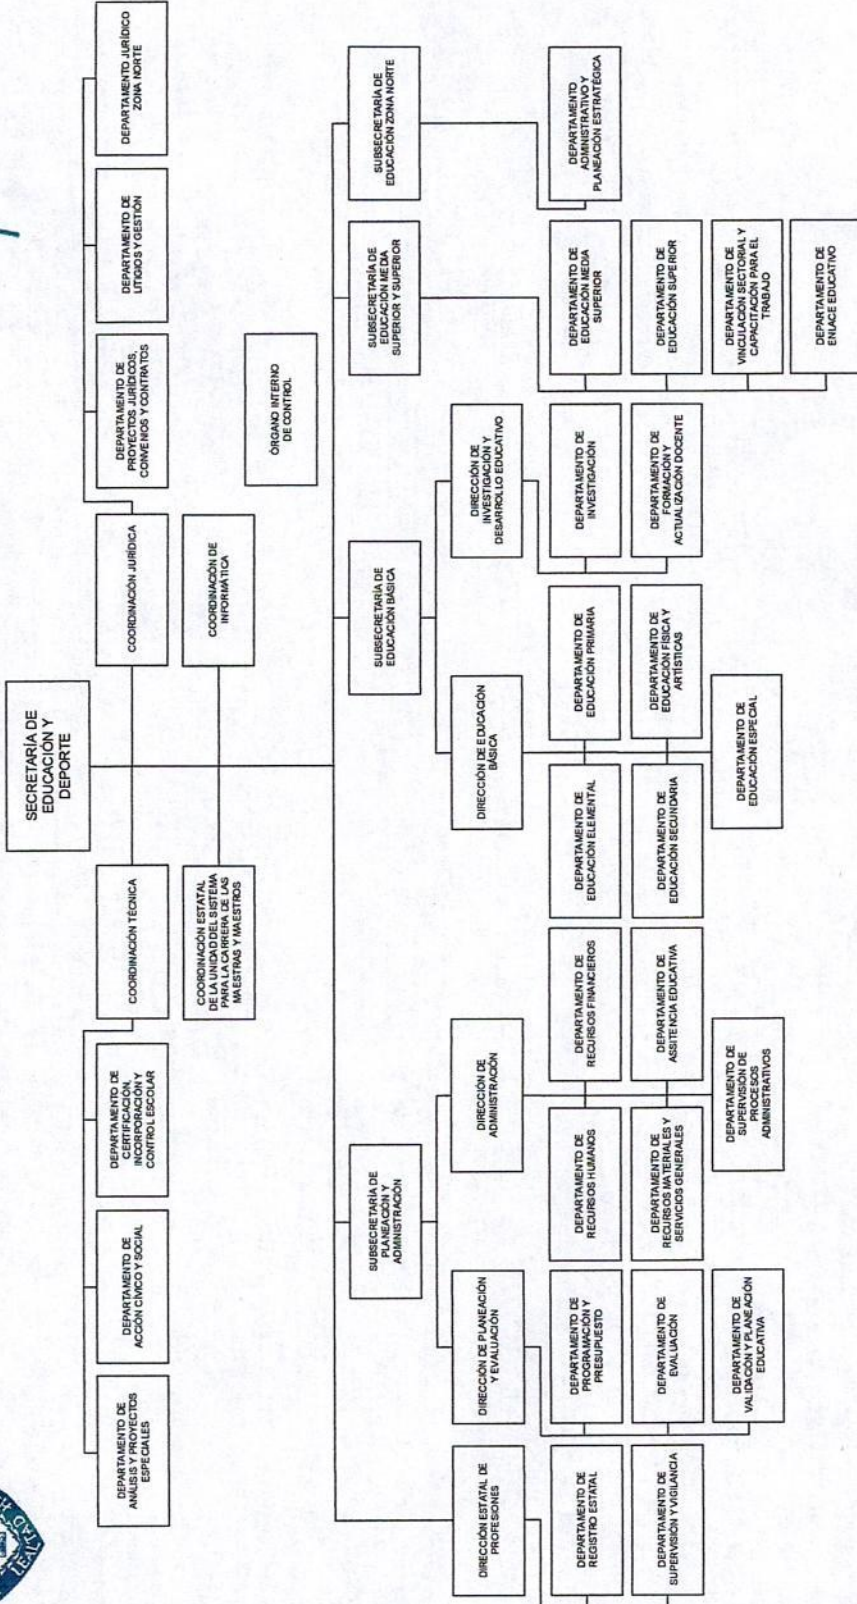 LEALTAD
SECRETARÍA DE
EDUCACIÓN Y
DEPORTE
DEPARTAMENTO DE
ANÁLISIS Y PROYECTOS
ESPECIALES
DEPARTAMENTO DE
ACCIÓN CÍVICO Y SOCIAL
DEPARTAMENTO DE
CERTIFICACIÓN,
INCORPORACIÓN Y
CONTROL ESCOLAR
COORDINACIÓN TÉCNICA
COORDINACIÓN JURÍDICA
DEPARTAMENTO DE
PROYECTOS JURÍDICOS,
CONVENIOS Y CONTRATOS
DEPARTAMENTO DE
LITIGIOS Y GESTIÓN
DEPARTAMENTO JURÍDICO
ZONA NORTE
COORDINACIÓN ESTATAL
DE LA UNIDAD DEL SISTEMA
PARA LA CARRERA DE LAS
MAESTRAS Y MAESTROS
COORDINACIÓN DE
INFORMÁTICA
ÓRGANO INTERNO
DE CONTROL
SUBSECRETARÍA DE
PLANEACIÓN Y
ADMINISTRACIÓN
SUBSECRETARÍA DE
EDUCACIÓN BÁSICA
SUBSECRETARÍA DE
EDUCACIÓN MEDIA
SUPERIOR Y SUPERIOR
SUBSECRETARÍA DE
EDUCACIÓN ZONA NORTE
DIRECCIÓN ESTATAL DE
PROFESIONES
DIRECCIÓN DE PLANEACIÓN
Y EVALUACIÓN
DIRECCIÓN DE
ADMINISTRACIÓN
DIRECCIÓN DE EDUCACIÓN
BÁSICA
DIRECCIÓN DE
INVESTIGACIÓN Y
DESARROLLO EDUCATIVO
DEPARTAMENTO DE
REGISTRO ESTATAL
DEPARTAMENTO DE
PROGRAMACIÓN Y
PRESUPUESTO
DEPARTAMENTO DE
RECURSOS HUMANOS
DEPARTAMENTO DE
RECURSOS FINANCIEROS
DEPARTAMENTO DE
EDUCACIÓN ELEMENTAL
DEPARTAMENTO DE
EDUCACIÓN PRIMARIA
DEPARTAMENTO DE
INVESTIGACIÓN
DEPARTAMENTO DE
EDUCACIÓN MEDIA
SUPERIOR
DEPARTAMENTO
ADMINISTRATIVO Y
PLANEACIÓN ESTRATÉGICA
DEPARTAMENTO DE
SUPERVISIÓN Y VIGILANCIA
DEPARTAMENTO DE
EVALUACIÓN
DEPARTAMENTO DE
RECURSOS MATERIALES Y
SERVICIOS GENERALES
DEPARTAMENTO DE
ASSITENCIA EDUCATIVA
DEPARTAMENTO DE
EDUCACIÓN SECUNDARIA
DEPARTAMENTO DE
EDUCACIÓN FÍSICA Y
ARTÍSTICAS
DEPARTAMENTO DE
FORMACIÓN Y
ACTUALIZACIÓN DOCENTE
DEPARTAMENTO DE
EDUCACIÓN SUPERIOR
DEPARTAMENTO DE
VALIDACIÓN Y PLANEACIÓN
EDUCATIVA
DEPARTAMENTO DE
SUPERVISIÓN DE
PROCESOS
ADMINISTRATIVOS
DEPARTAMENTO DE
EDUCACIÓN ESPECIAL
DEPARTAMENTO DE
VINCULACIÓN SECTORIAL Y
CAPACITACIÓN PARA EL
TRABAJO
DEPARTAMENTO DE
ENLACE EDUCATIVO